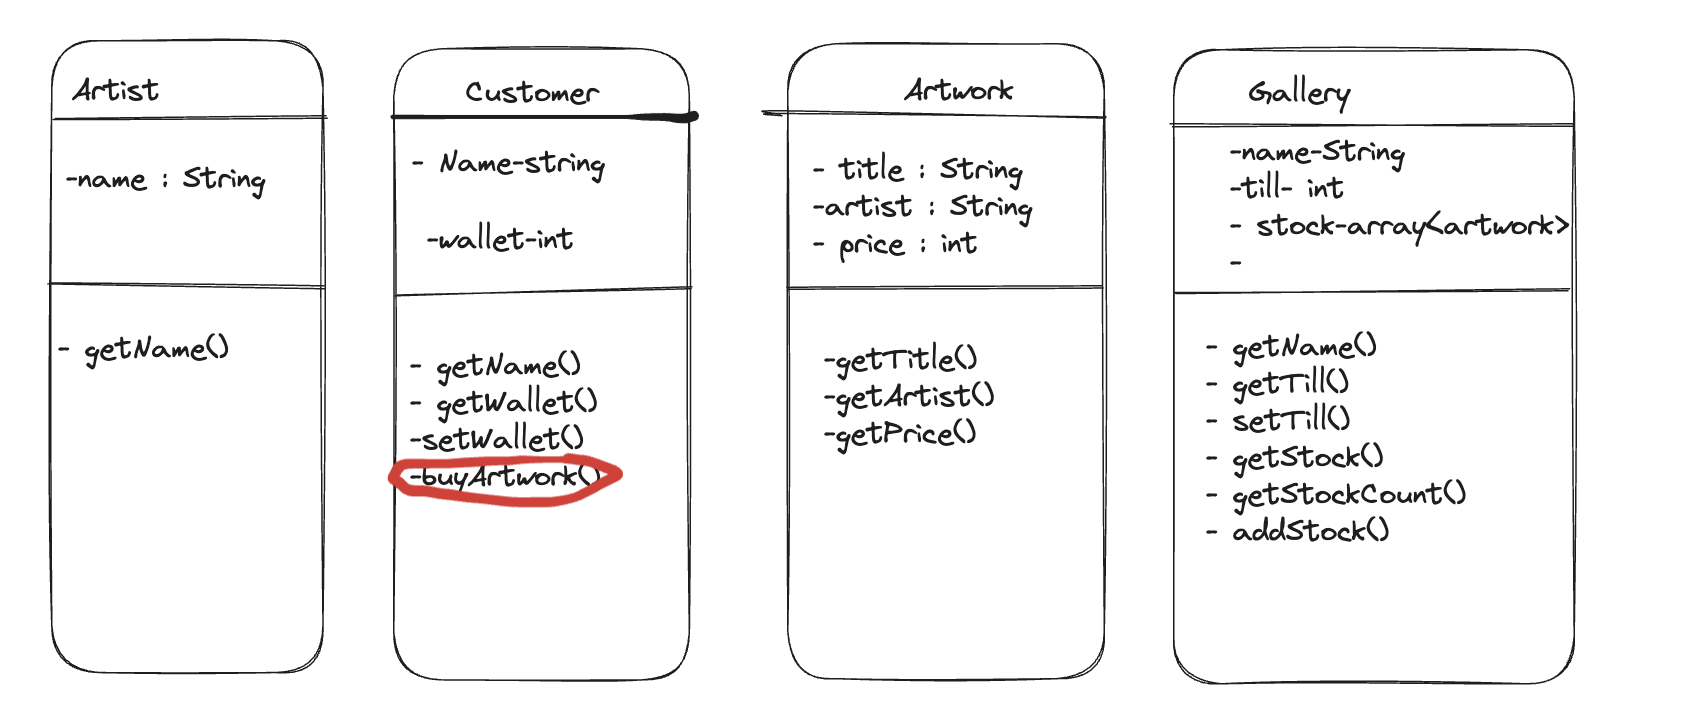 Artist
-name : String
- getName()
Customer
- Name-string
-wallet-int
- getName()
- getWallet()
-setWallet()
-buyArtwork()
Artwork
- title : String
-artist : String
- price : int
-getTitle()
-getArtist()
-getPrice()
Gallery
-name-String
-till- int
- stock-array<artwork>
-
- getName()
- getTill()
- setTill()
- getStock()
- getStockCount()
- addStock()